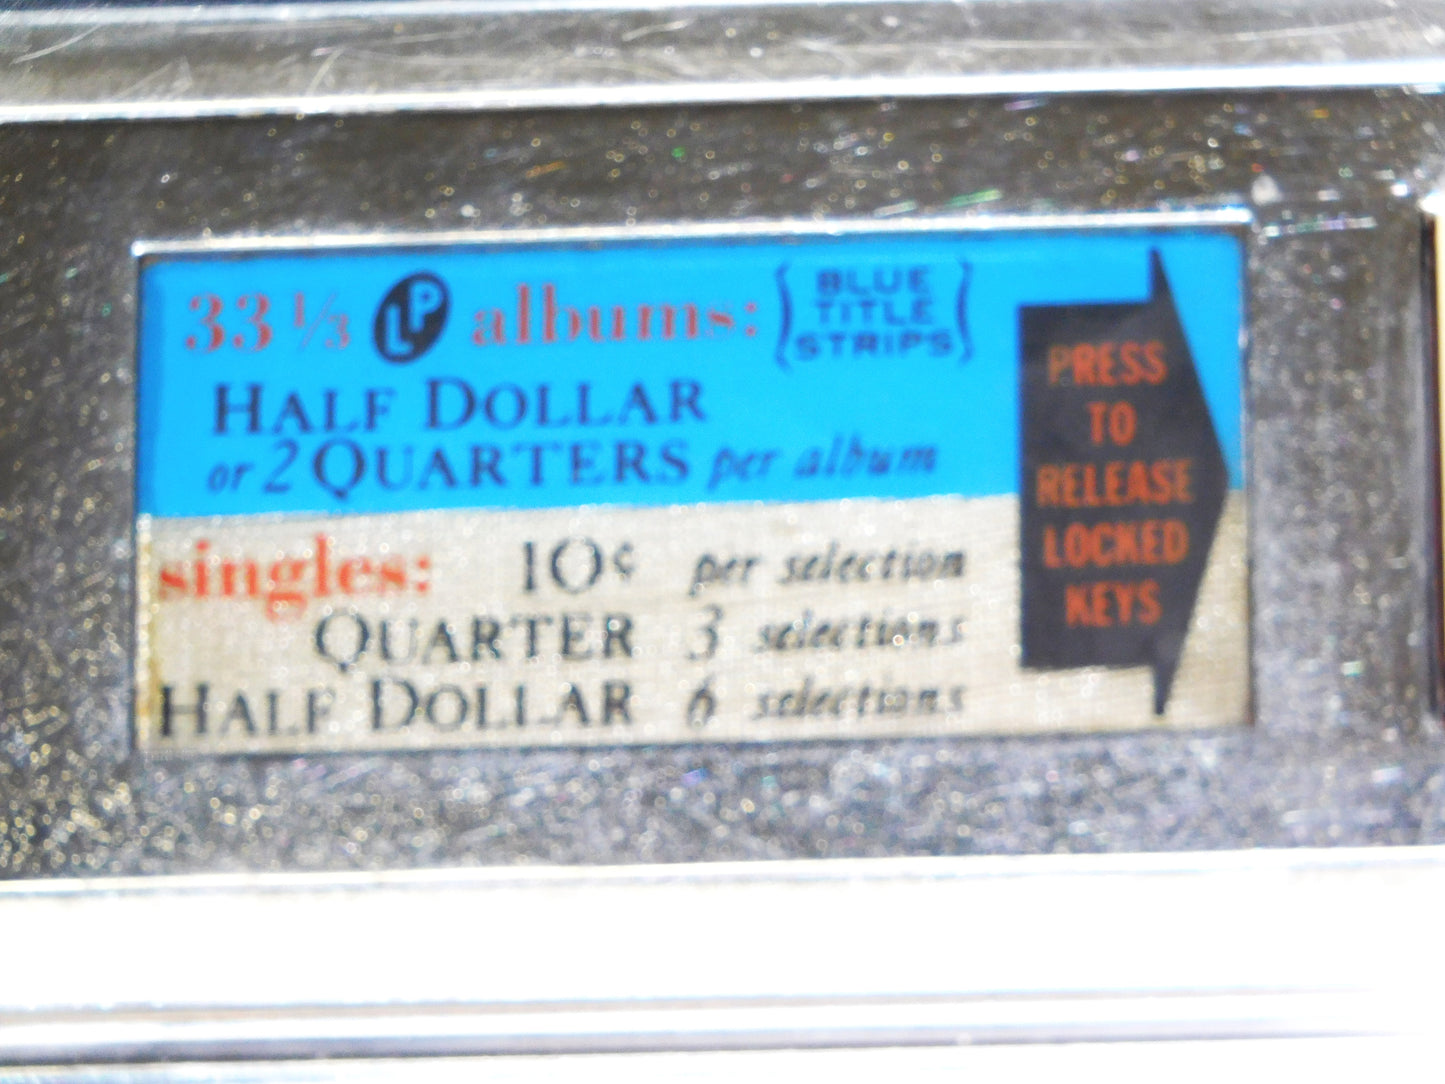 33 1/3 LP albums: (BLUE TITLE STRIPS)
HALF DOLLAR
or 2 QUARTERS per album
singles: 10¢ per selection
QUARTER 3 selections
HALF DOLLAR 6 selections
PRESS
TO
RELEASE
LOCKED
KEYS